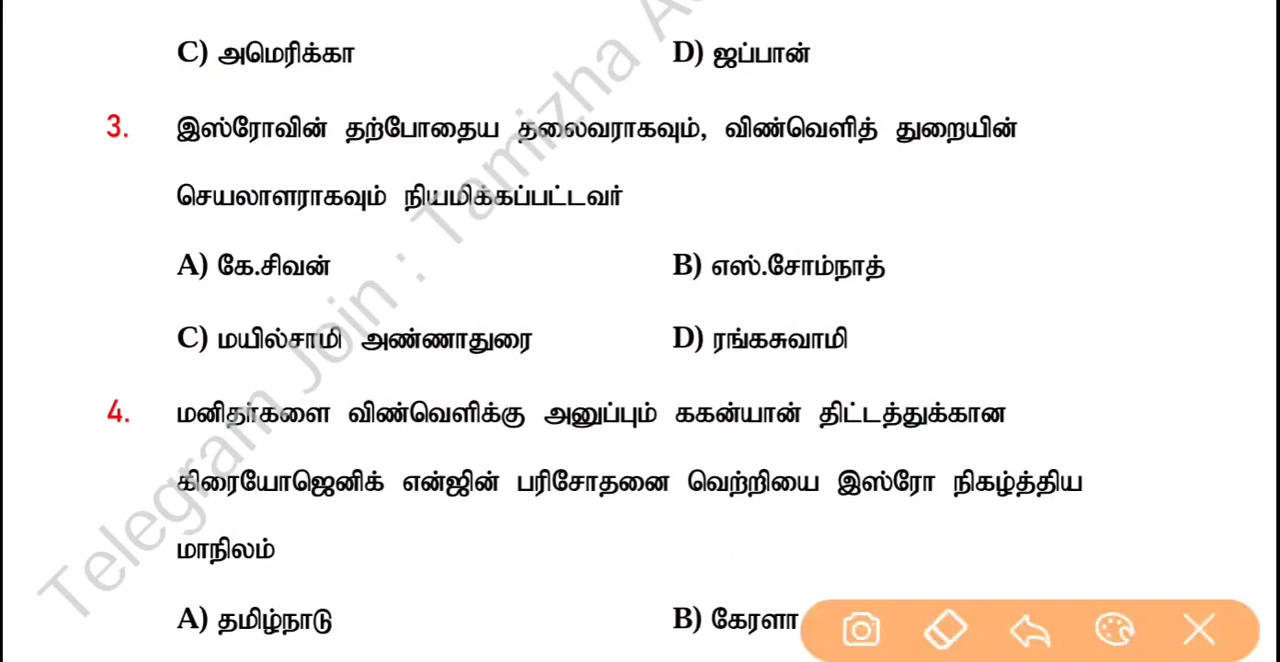 C) அமெரிக்கா D) ஜப்பான்
3. இஸ்ரோவின் தற்போதைய தலைவராகவும், விண்வெளித் துறையின்
செயலாளராகவும் நியமிக்கப்பட்டவர்
A) கே.சிவன் B) எஸ்.சோம்நாத்
C) மயில்சாமி அண்ணாதுரை D) ரங்கசுவாமி
4. மனிதர்களை விண்வெளிக்கு அனுப்பும் ககன்யான் திட்டத்துக்கான
கிரையோஜெனிக் என்ஜின் பரிசோதனை வெற்றியை இஸ்ரோ நிகழ்த்திய
மாநிலம்
A) தமிழ்நாடு B) கேரளா
Telegram Join : Tamizha